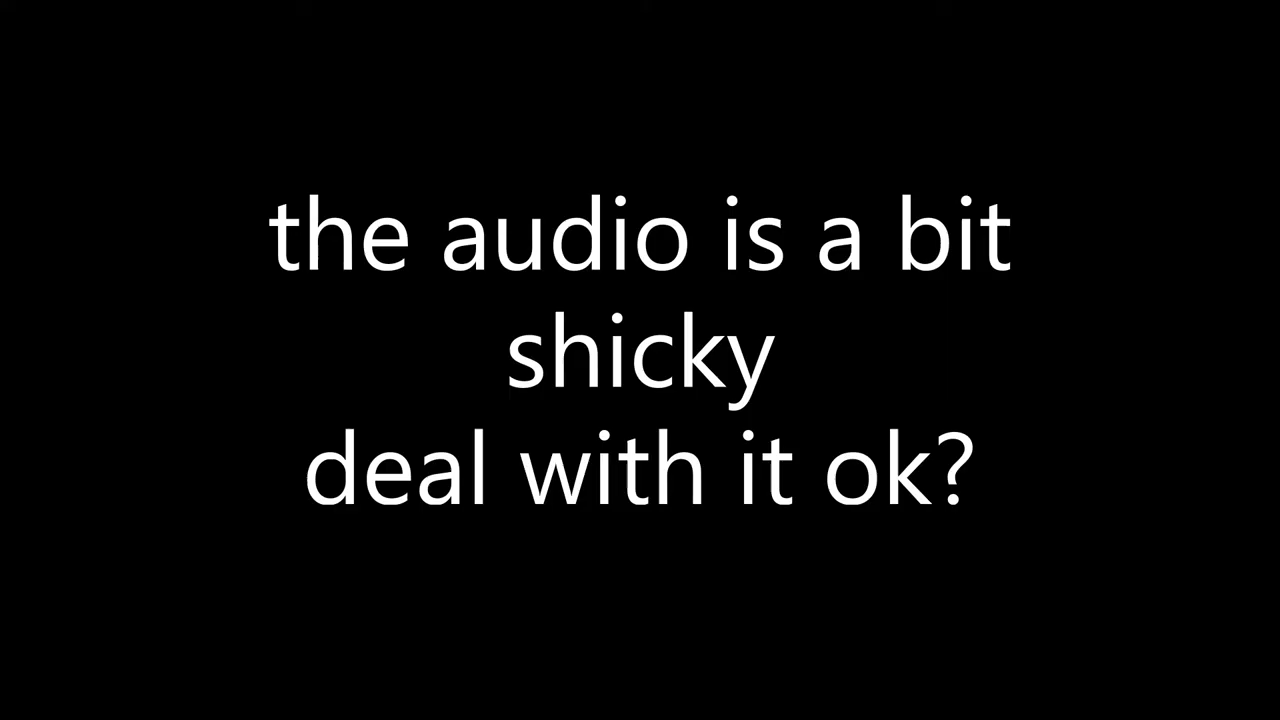 the audio is a bit
shicky
deal with it ok?